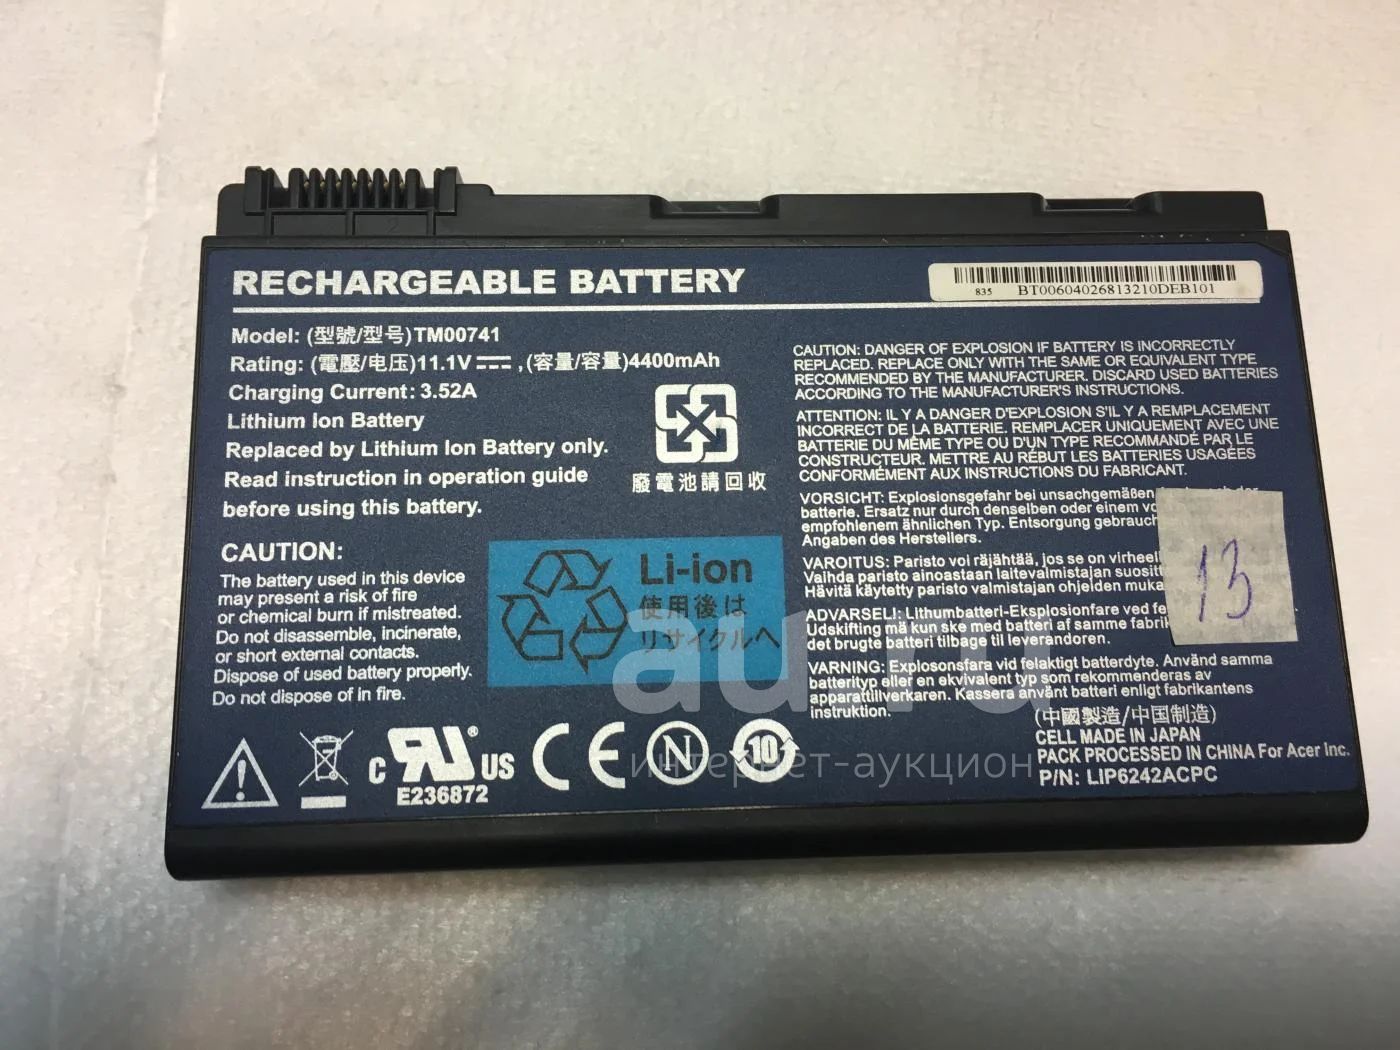 2
RECHARGEABLE BATTERY
835 BT00604026813210DEB101
Model: (型號/型号)TM00741
Rating: (電壓/电压)11.1V ,(容量/容量)4400mAh
Charging Current: 3.52A
Lithium Ion Battery
Replaced by Lithium Ion Battery only.
Read instruction in operation guide
before using this battery.
廢電池請回收
CAUTION:
The battery used in this device
may present a risk of fire
or chemical burn if mistreated.
Do not disassemble, incinerate,
or short external contacts.
Dispose of used battery properly.
Do not dispose of in fire.
Li-ion
使用後は
リサイクルへ
CAUTION: DANGER OF EXPLOSION IF BATTERY IS INCORRECTLY
REPLACED. REPLACE ONLY WITH THE SAME OR EQUIVALENT TYPE
RECOMMENDED BY THE MANUFACTURER. DISCARD USED BATTERIES
ACCORDING TO THE MANUFACTURER'S INSTRUCTIONS.
ATTENTION: IL Y A DANGER D'EXPLOSION S'IL Y A REMPLACEMENT
INCORRECT DE LA BATTERIE. REMPLACER UNIQUEMENT AVEC UNE
BATTERIE DU MÊME TYPE OU D'UN TYPE RECOMMANDÉ PAR LE
CONSTRUCTEUR. METTRE AU RÉBUT LES BATTERIES USAGÉES
CONFORMÉMENT AUX INSTRUCTIONS DU FABRICANT.
VORSICHT: Explosionsgefahr bei unsachgemäßen
batterie. Ersatz nur durch denselben oder einem
empfohlenem ähnlichen Typ. Entsorgung gebrauch
Angaben des Herstellers.
VAROITUS: Paristo voi räjähtää, jos se on virheell
Vaihda paristo ainoastaan laitevalmistajan suositt
Hävitä käytetty paristo valmistajan ohjeiden muka
13
ADVARSELI: Lithumbatteri-Eksplosionfare ved fe
Udskifting må kun ske med batteri af samme fabrik
det brugte batteri tilbage til leverandoren.
VARNING: Explosonsfara vid felaktigt batterdyte. Använd samma
batterityp eller en ekvivalent typ som rekommenderas av
apparattillverkaren. Kassera använt batteri enligt fabrikantens
instruktion.
(中國製造/中国制造)
CELL MADE IN JAPAN
PACK PROCESSED IN CHINA For Acer Inc.
P/N: LIP6242ACPC
c RU ® US
E236872
CE
N
10
au.ru
интернет-аукцион